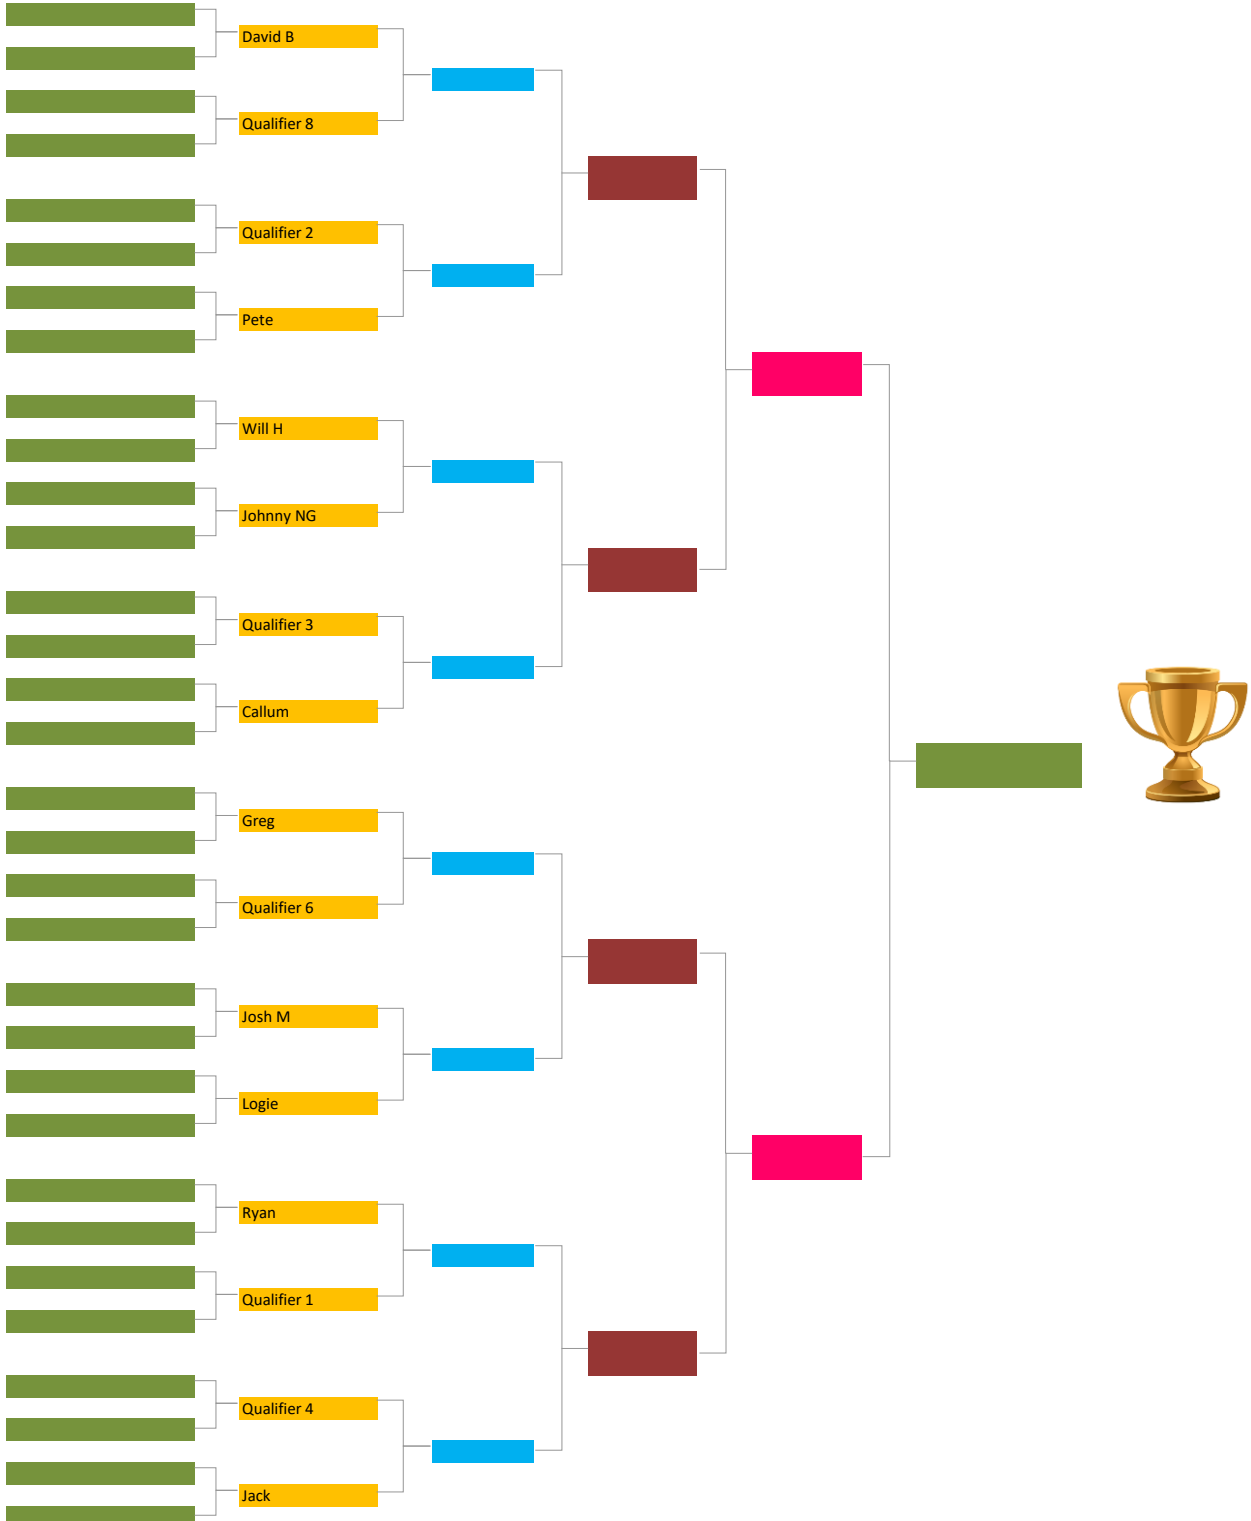 David B
Qualifier 8
Qualifier 2
Pete
Will H
Johnny NG
Qualifier 3
Callum
Greg
Qualifier 6
Josh M
Logie
Ryan
Qualifier 1
Qualifier 4
Jack